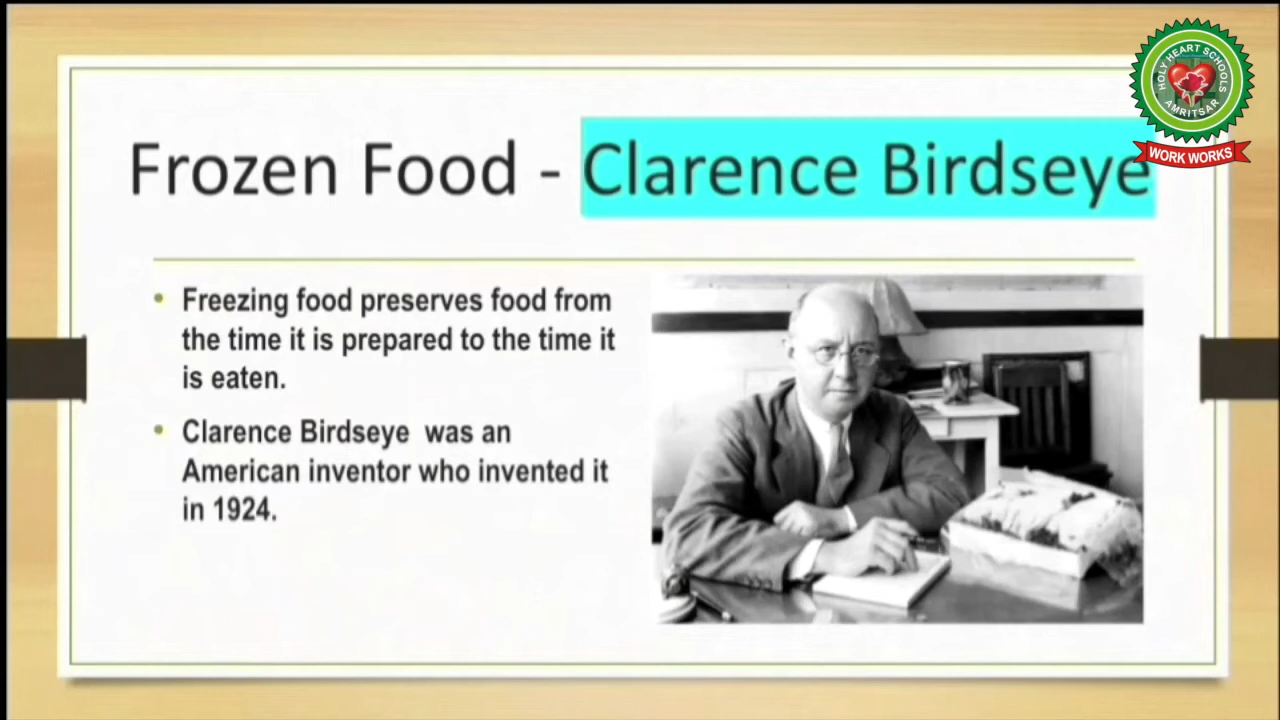 HOLY HEART SCHOOLS
AMRITSAR
WORK WORKS
Frozen Food - Clarence Birdseye
• Freezing food preserves food from
the time it is prepared to the time it
is eaten.
• Clarence Birdseye was an
American inventor who invented it
in 1924.